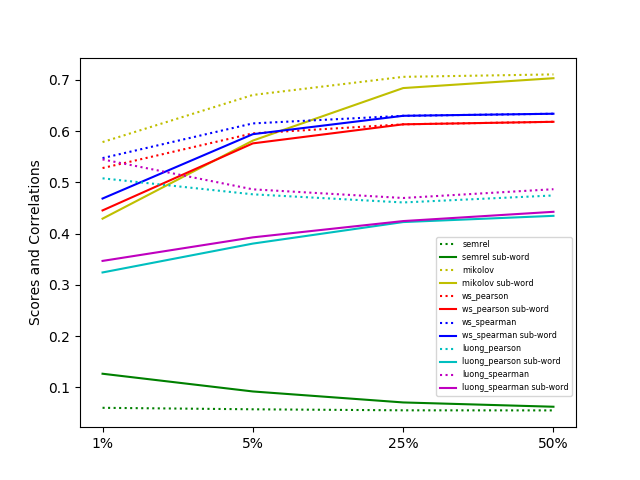 Scores and Correlations
0.7
0.6
0.5
0.4
0.3
0.2
0.1
1%
5%
25%
50%
semrel
semrel sub-word
mikolov
mikolov sub-word
ws_pearson
ws_pearson sub-word
ws_spearman
ws_spearman sub-word
luong_pearson
luong_pearson sub-word
luong_spearman
luong_spearman sub-word